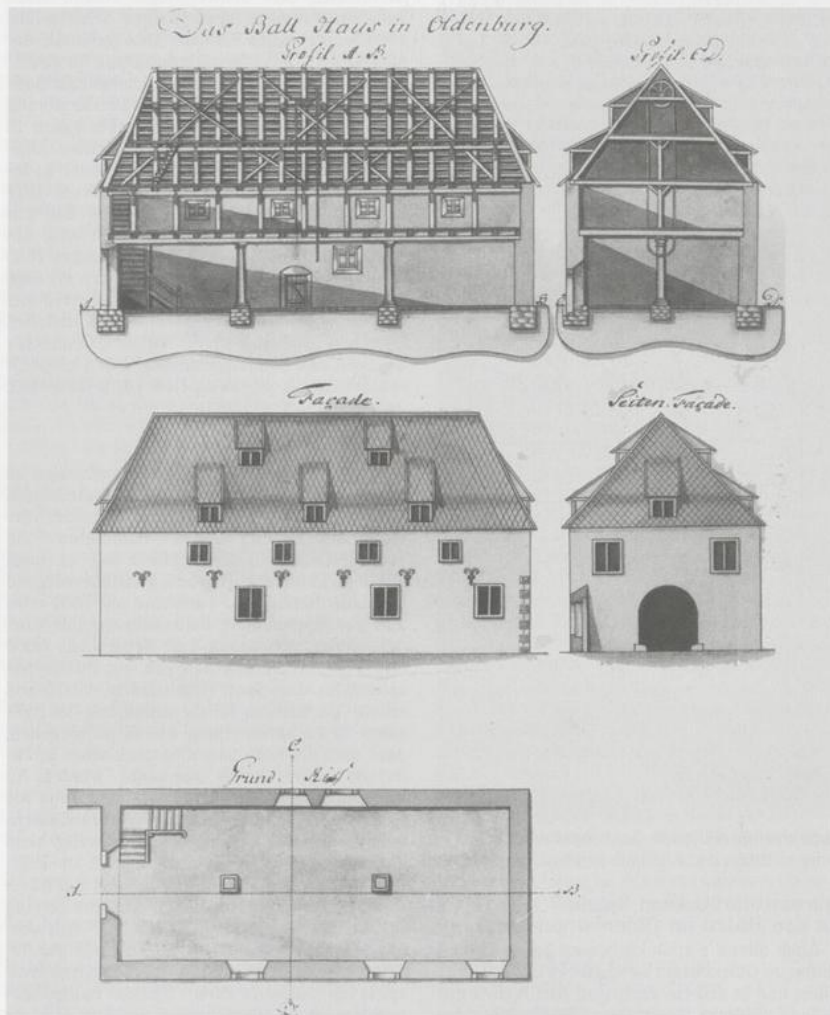 Das Ball Haus in Oldenburg.
Profil. A. B.
Profil. C. D.
A.
B.
C.
D.
Façade.
Seiten. Façade.
C.
Grund. Riss.
A.
B.
D.